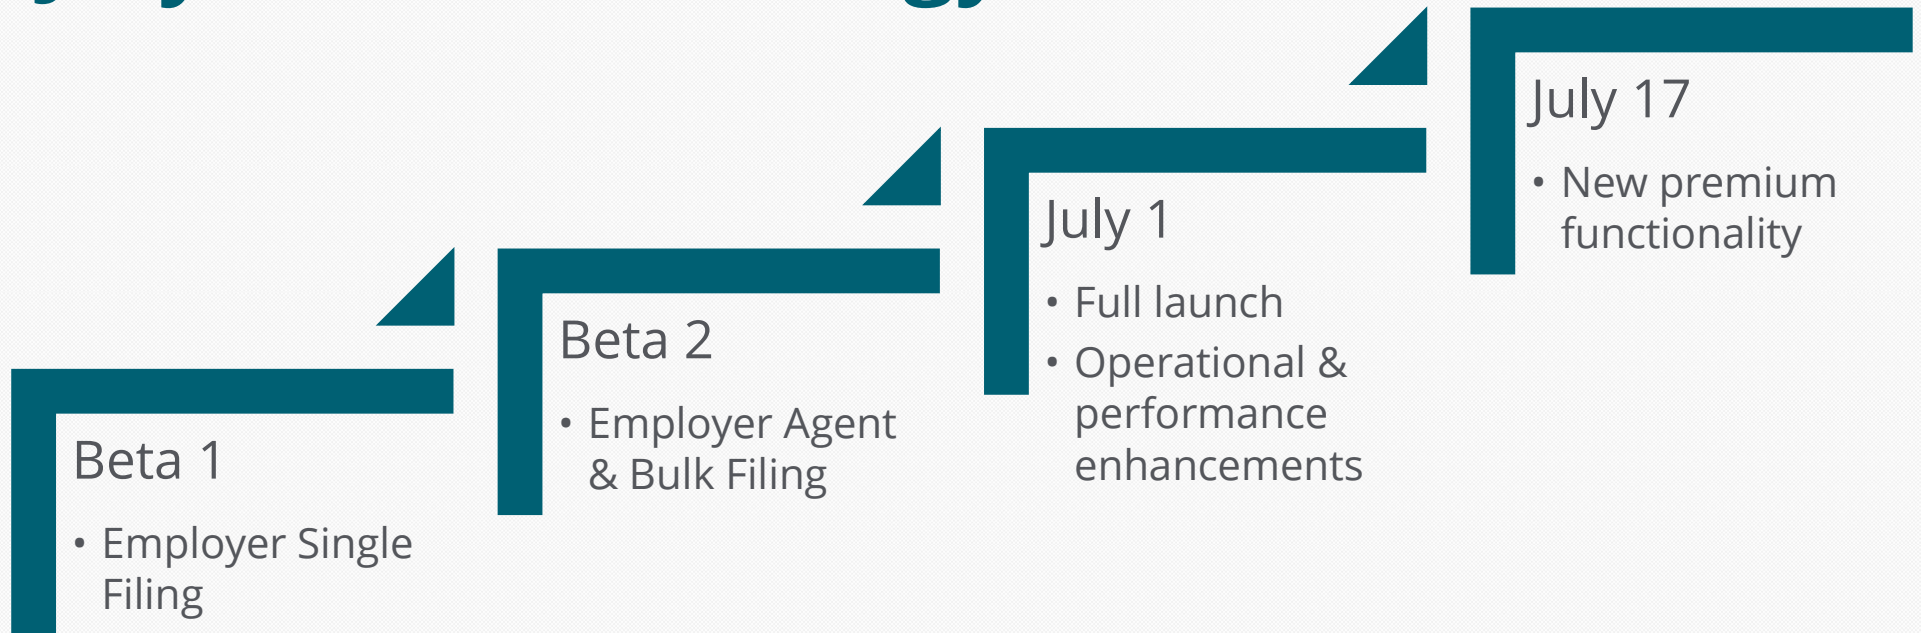 Beta 1
• Employer Single
Filing
Beta 2
• Employer Agent
& Bulk Filing
July 1
• Full launch
• Operational &
performance
enhancements
July 17
• New premium
functionality